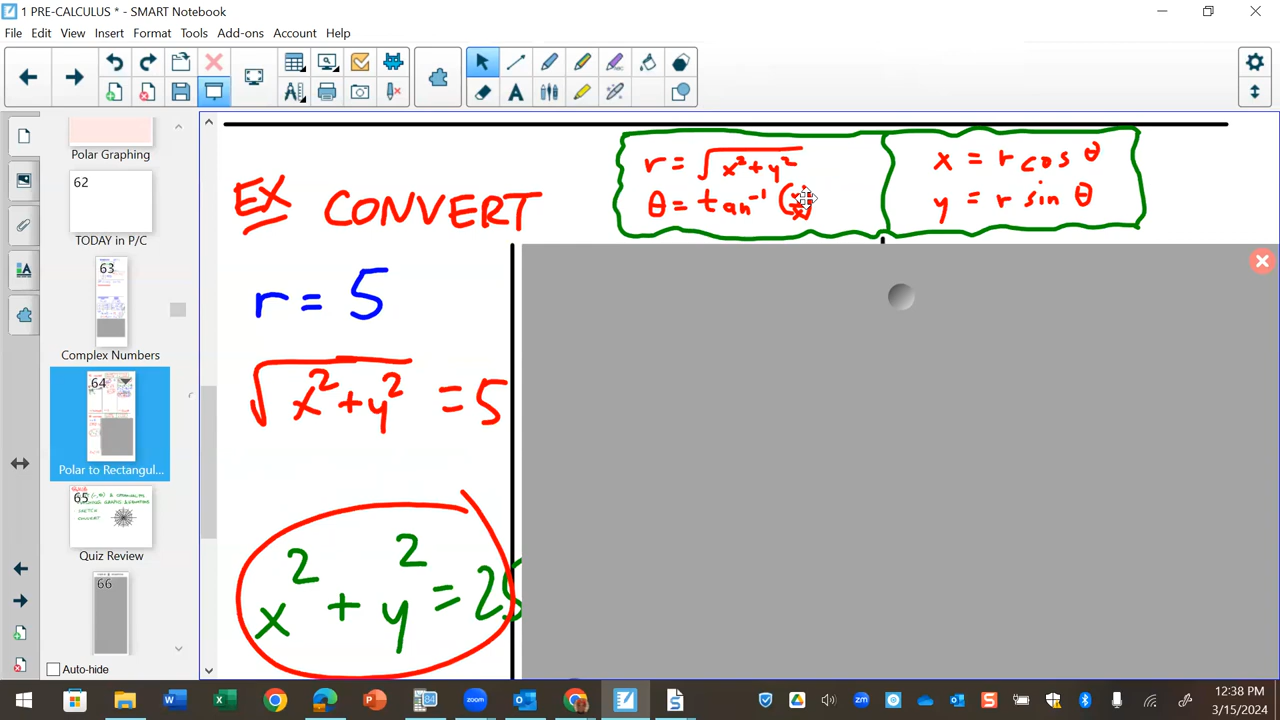 1 PRE-CALCULUS * - SMART Notebook
File Edit View Insert Format Tools Add-ons Account Help
Polar Graphing
62
TODAY in P/C
63
Complex Numbers
64
Polar to Rectangul...
65
Quiz Review
66
Auto-hide
EX CONVERT
r = √x²+y²
θ = tan⁻¹
x = r cos θ
y = r sin θ
r = 5
√x²+y² = 5
x² + y² = 25
12:38 PM
3/15/2024